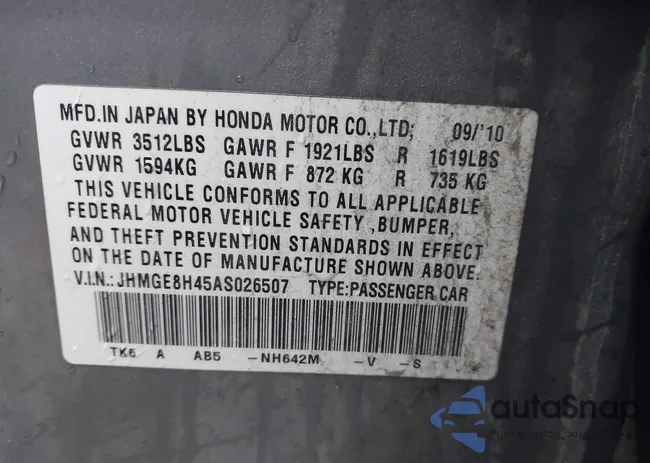 MFD.IN JAPAN BY HONDA MOTOR CO.,LTD; 09/'10
GVWR 3512LBS GAWR F 1921LBS R 1619LBS
GVWR 1594KG GAWR F 872 KG R 735 KG
THIS VEHICLE CONFORMS TO ALL APPLICABLE
FEDERAL MOTOR VEHICLE SAFETY ,BUMPER,
AND THEFT PREVENTION STANDARDS IN EFFECT
ON THE DATE OF MANUFACTURE SHOWN ABOVE.
V.I.N.: JHMGE8H45AS026507 TYPE:PASSENGER CAR
TK6 A AB5 -NH642M -V -S
autoSnap